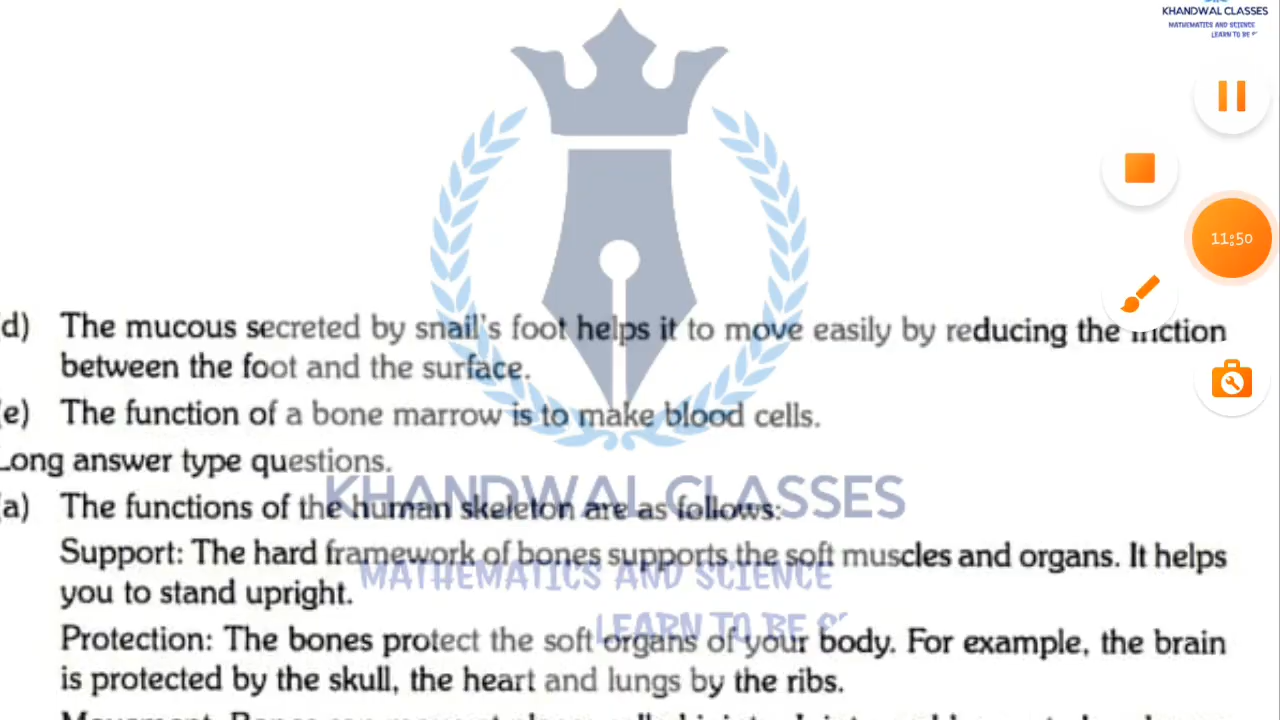 KHANDWAL CLASSES
MATHEMATICS AND SCIENCE
LEARN TO BE
11:50
d) The mucous secreted by snail's foot helps it to move easily by reducing the friction
between the foot and the surface.
(e) The function of a bone marrow is to make blood cells.
Long answer type questions.
KHANDWAL CLASSES
(a) The functions of the human skeleton are as follows:
Support: The hard framework of bones supports the soft muscles and organs. It helps
MATHEMATICS AND SCIENCE
you to stand upright.
LEARN TO BE
Protection: The bones protect the soft organs of your body. For example, the brain
is protected by the skull, the heart and lungs by the ribs.